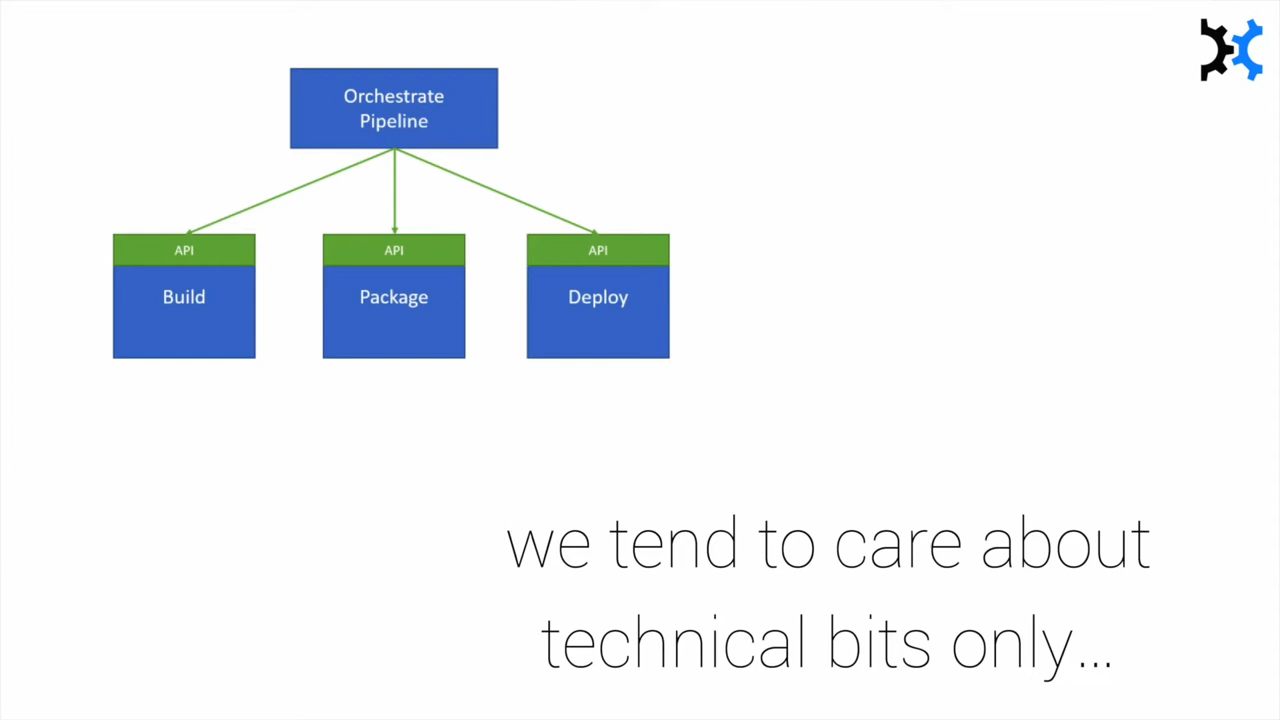 Orchestrate
Pipeline
API
API
API
Build
Package
Deploy
we tend to care about
technical bits only...